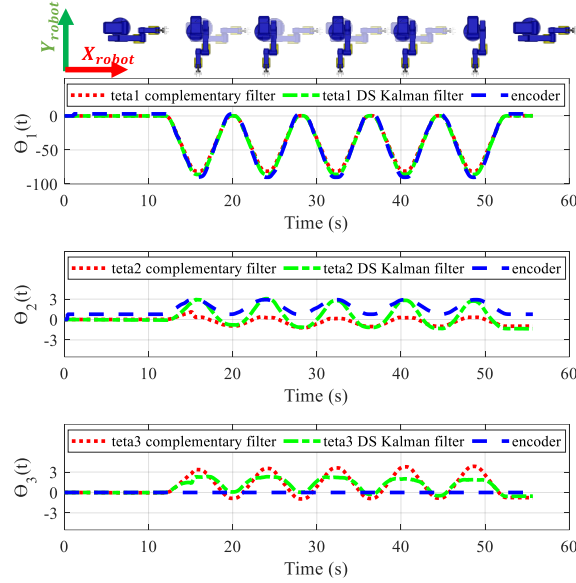 Y_robot
X_robot
teta1 complementary filter teta1 DS Kalman filter encoder
ϴ1(t)
0
-50
-100
0 10 20 30 40 50 60
Time (s)
teta2 complementary filter teta2 DS Kalman filter encoder
ϴ2(t)
3
0
-3
0 10 20 30 40 50 60
Time (s)
teta3 complementary filter teta3 DS Kalman filter encoder
ϴ3(t)
3
0
-3
0 10 20 30 40 50 60
Time (s)